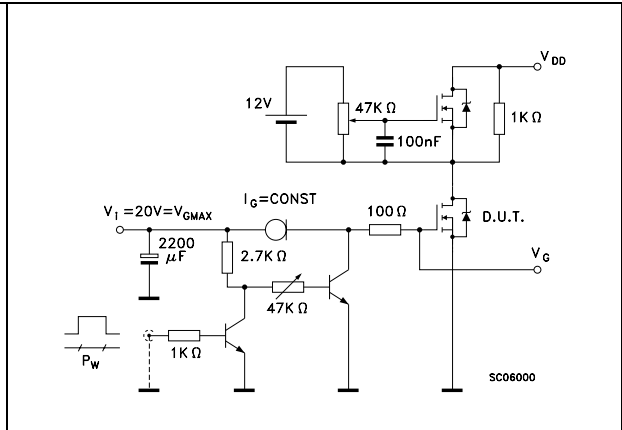 V DD
12V
47K Ω
1K Ω
100nF
I G =CONST
V i =20V=V GMAX
100 Ω
D.U.T.
2200
μF
2.7K Ω
V G
47K Ω
1K Ω
P W
SC06000